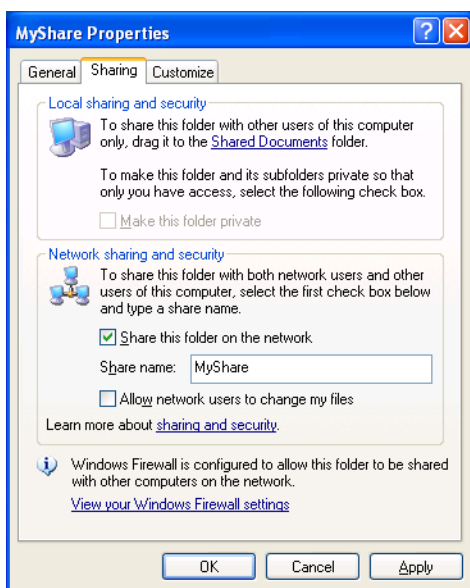 MyShare Properties
General Sharing Customize
Local sharing and security
To share this folder with other users of this computer
only, drag it to the Shared Documents folder.
To make this folder and its subfolders private so that
only you have access, select the following check box.
Make this folder private
Network sharing and security
To share this folder with both network users and other
users of this computer, select the first check box below
and type a share name.
Share this folder on the network
Share name: MyShare
Allow network users to change my files
Learn more about sharing and security.
Windows Firewall is configured to allow this folder to be shared
with other computers on the network.
View your Windows Firewall settings
OK Cancel Apply